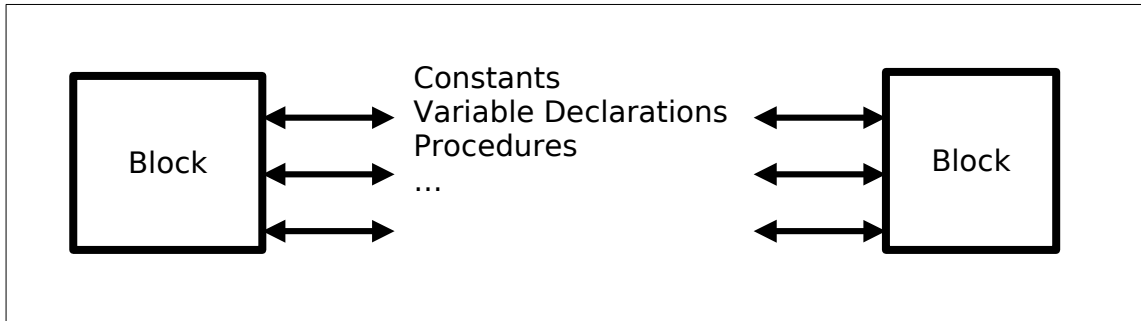 Constants
Variable Declarations
Procedures
...
Block
Block